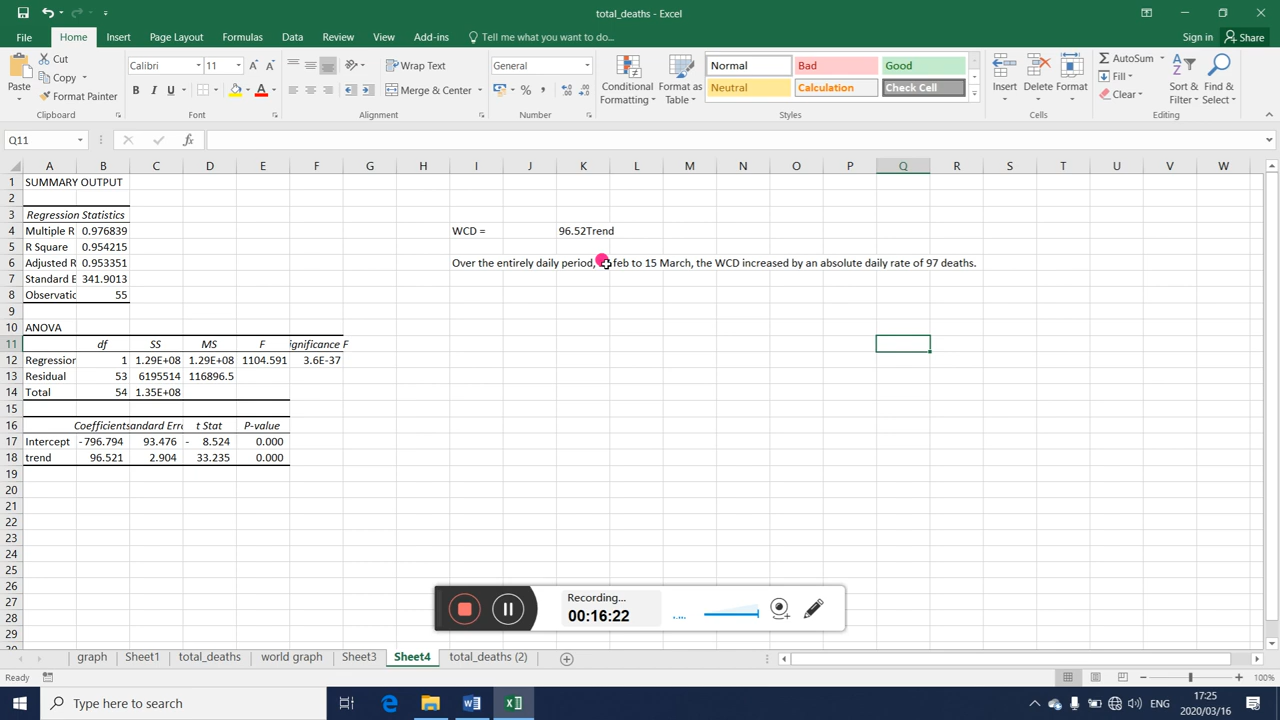 total_deaths - Excel
File Home Insert Page Layout Formulas Data Review View Add-ins Tell me what you want to do... Sign in Share
Cut Calibri 11 Wrap Text General Normal Bad Good AutoSum
Copy Paste Format Painter Merge & Center Conditional Formatting Format as Table Neutral Calculation Check Cell Insert Delete Format Fill Clear Sort & Filter Find & Select
Clipboard Font Alignment Number Styles Cells Editing
Q11 fx
A B C D E F G H I J K L M N O P Q R S T U V W
1 SUMMARY OUTPUT
2
3 Regression Statistics
4 Multiple R 0.976839 WCD = 96.52Trend
5 R Square 0.954215
6 Adjusted R 0.953351 Over the entirely daily period, feb to 15 March, the WCD increased by an absolute daily rate of 97 deaths.
7 Standard E 341.9013
8 Observatio 55
9
10 ANOVA
11 df SS MS F ignificance F
12 Regression 1 1.29E+08 1.29E+08 1104.591 3.6E-37
13 Residual 53 6195514 116896.5
14 Total 54 1.35E+08
15
16 Coefficients andard Erro t Stat P-value
17 Intercept -796.794 93.476 - 8.524 0.000
18 trend 96.521 2.904 33.235 0.000
19
20
21
22
23
24
25
26
27
28
29
Recording...
00:16:22
graph Sheet1 total_deaths world graph Sheet3 Sheet4 total_deaths (2)
Ready 100%
Type here to search 17:25
2020/03/16